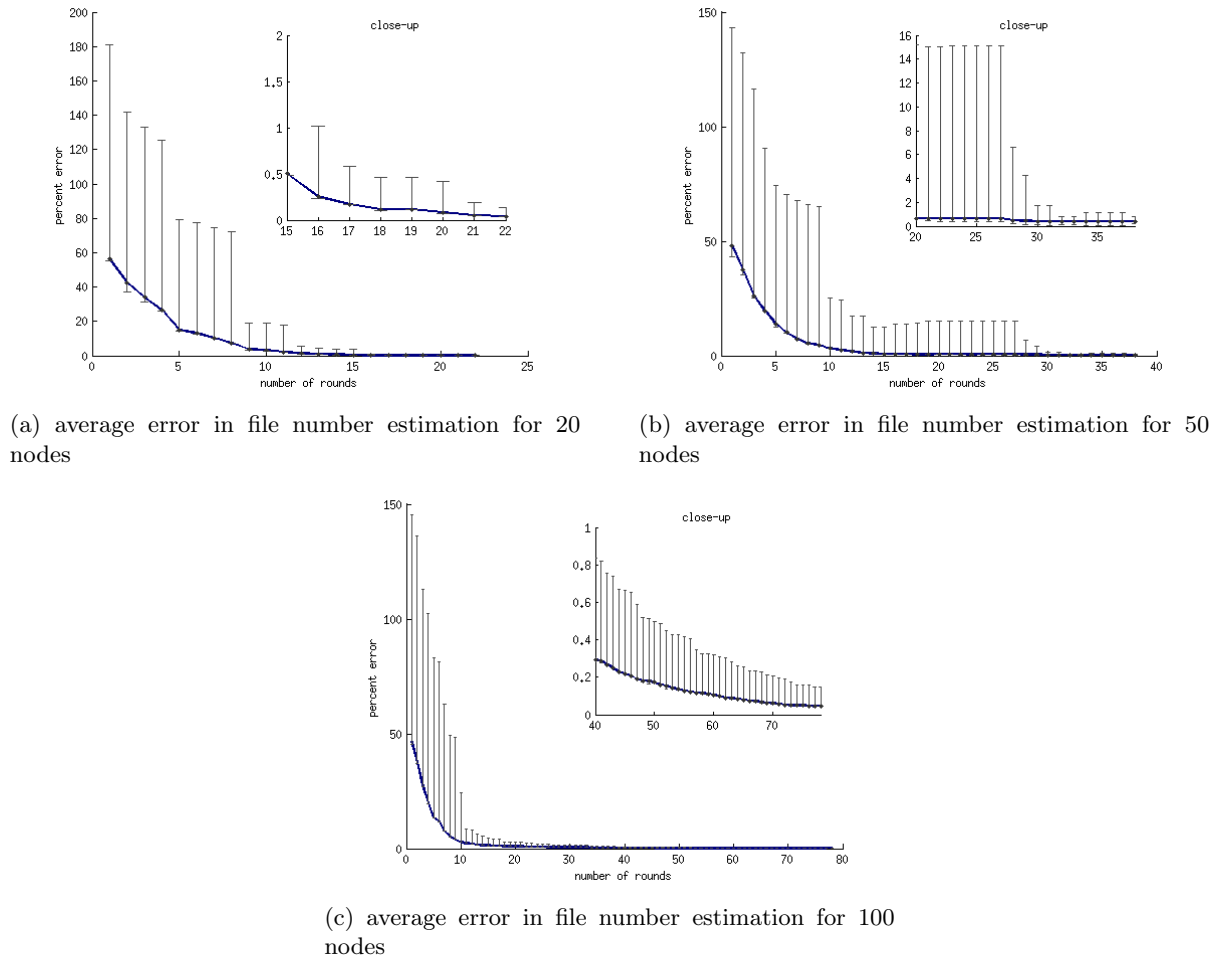 200
180
160
140
120
100
80
60
40
20
0
percent error
0 5 10 15 20 25
number of rounds
close-up
2
1.5
1
0.5
0
15 16 17 18 19 20 21 22
150
100
50
0
percent error
0 5 10 15 20 25 30 35 40
number of rounds
close-up
16
14
12
10
8
6
4
2
0
20 25 30 35
(a) average error in file number estimation for 20
nodes
(b) average error in file number estimation for 50
nodes
150
100
50
0
percent error
0 10 20 30 40 50 60 70 80
number of rounds
close-up
1
0.8
0.6
0.4
0.2
0
40 50 60 70
(c) average error in file number estimation for 100
nodes